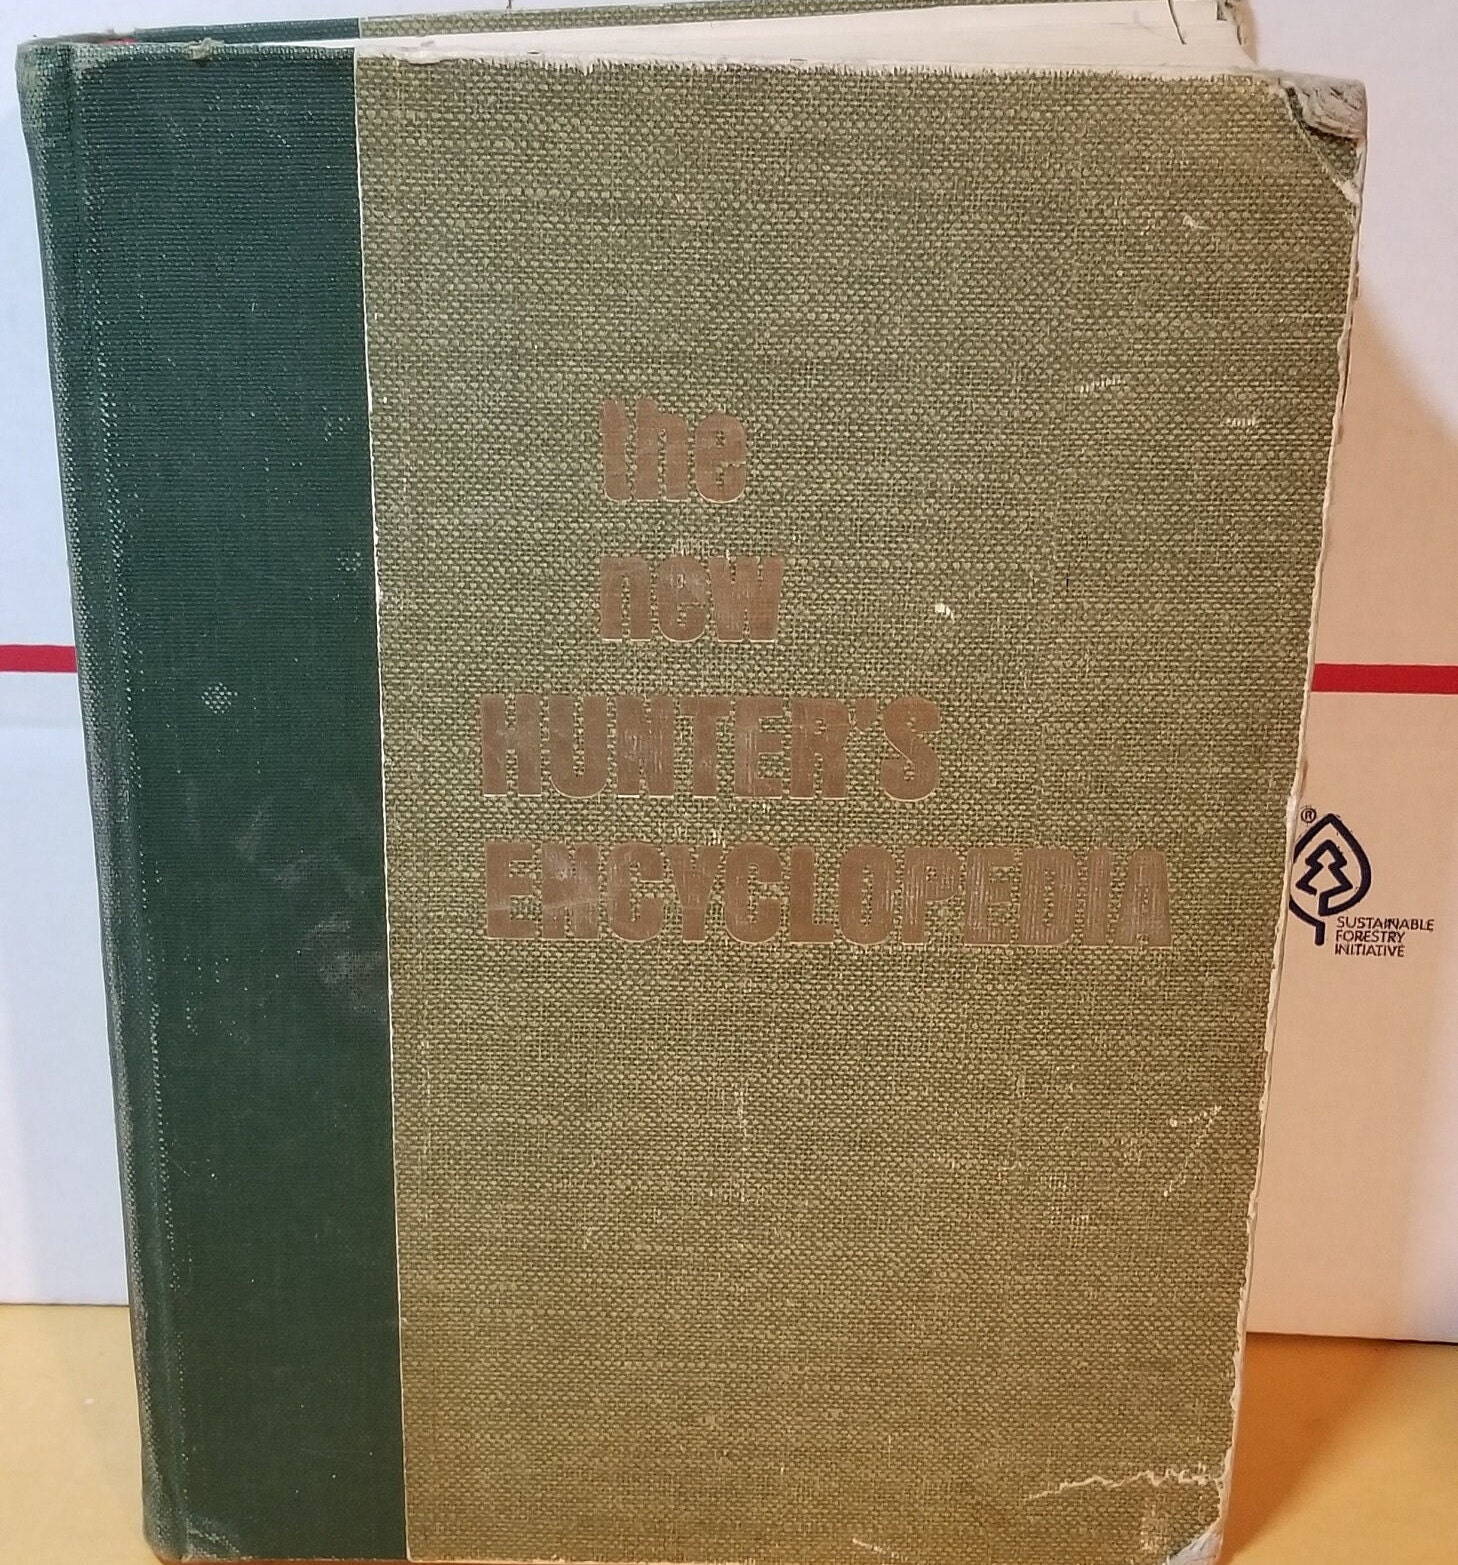 the
new
HUNTER'S
ENCYCLOPEDIA
®
SUSTAINABLE
FORESTRY
INITIATIVE